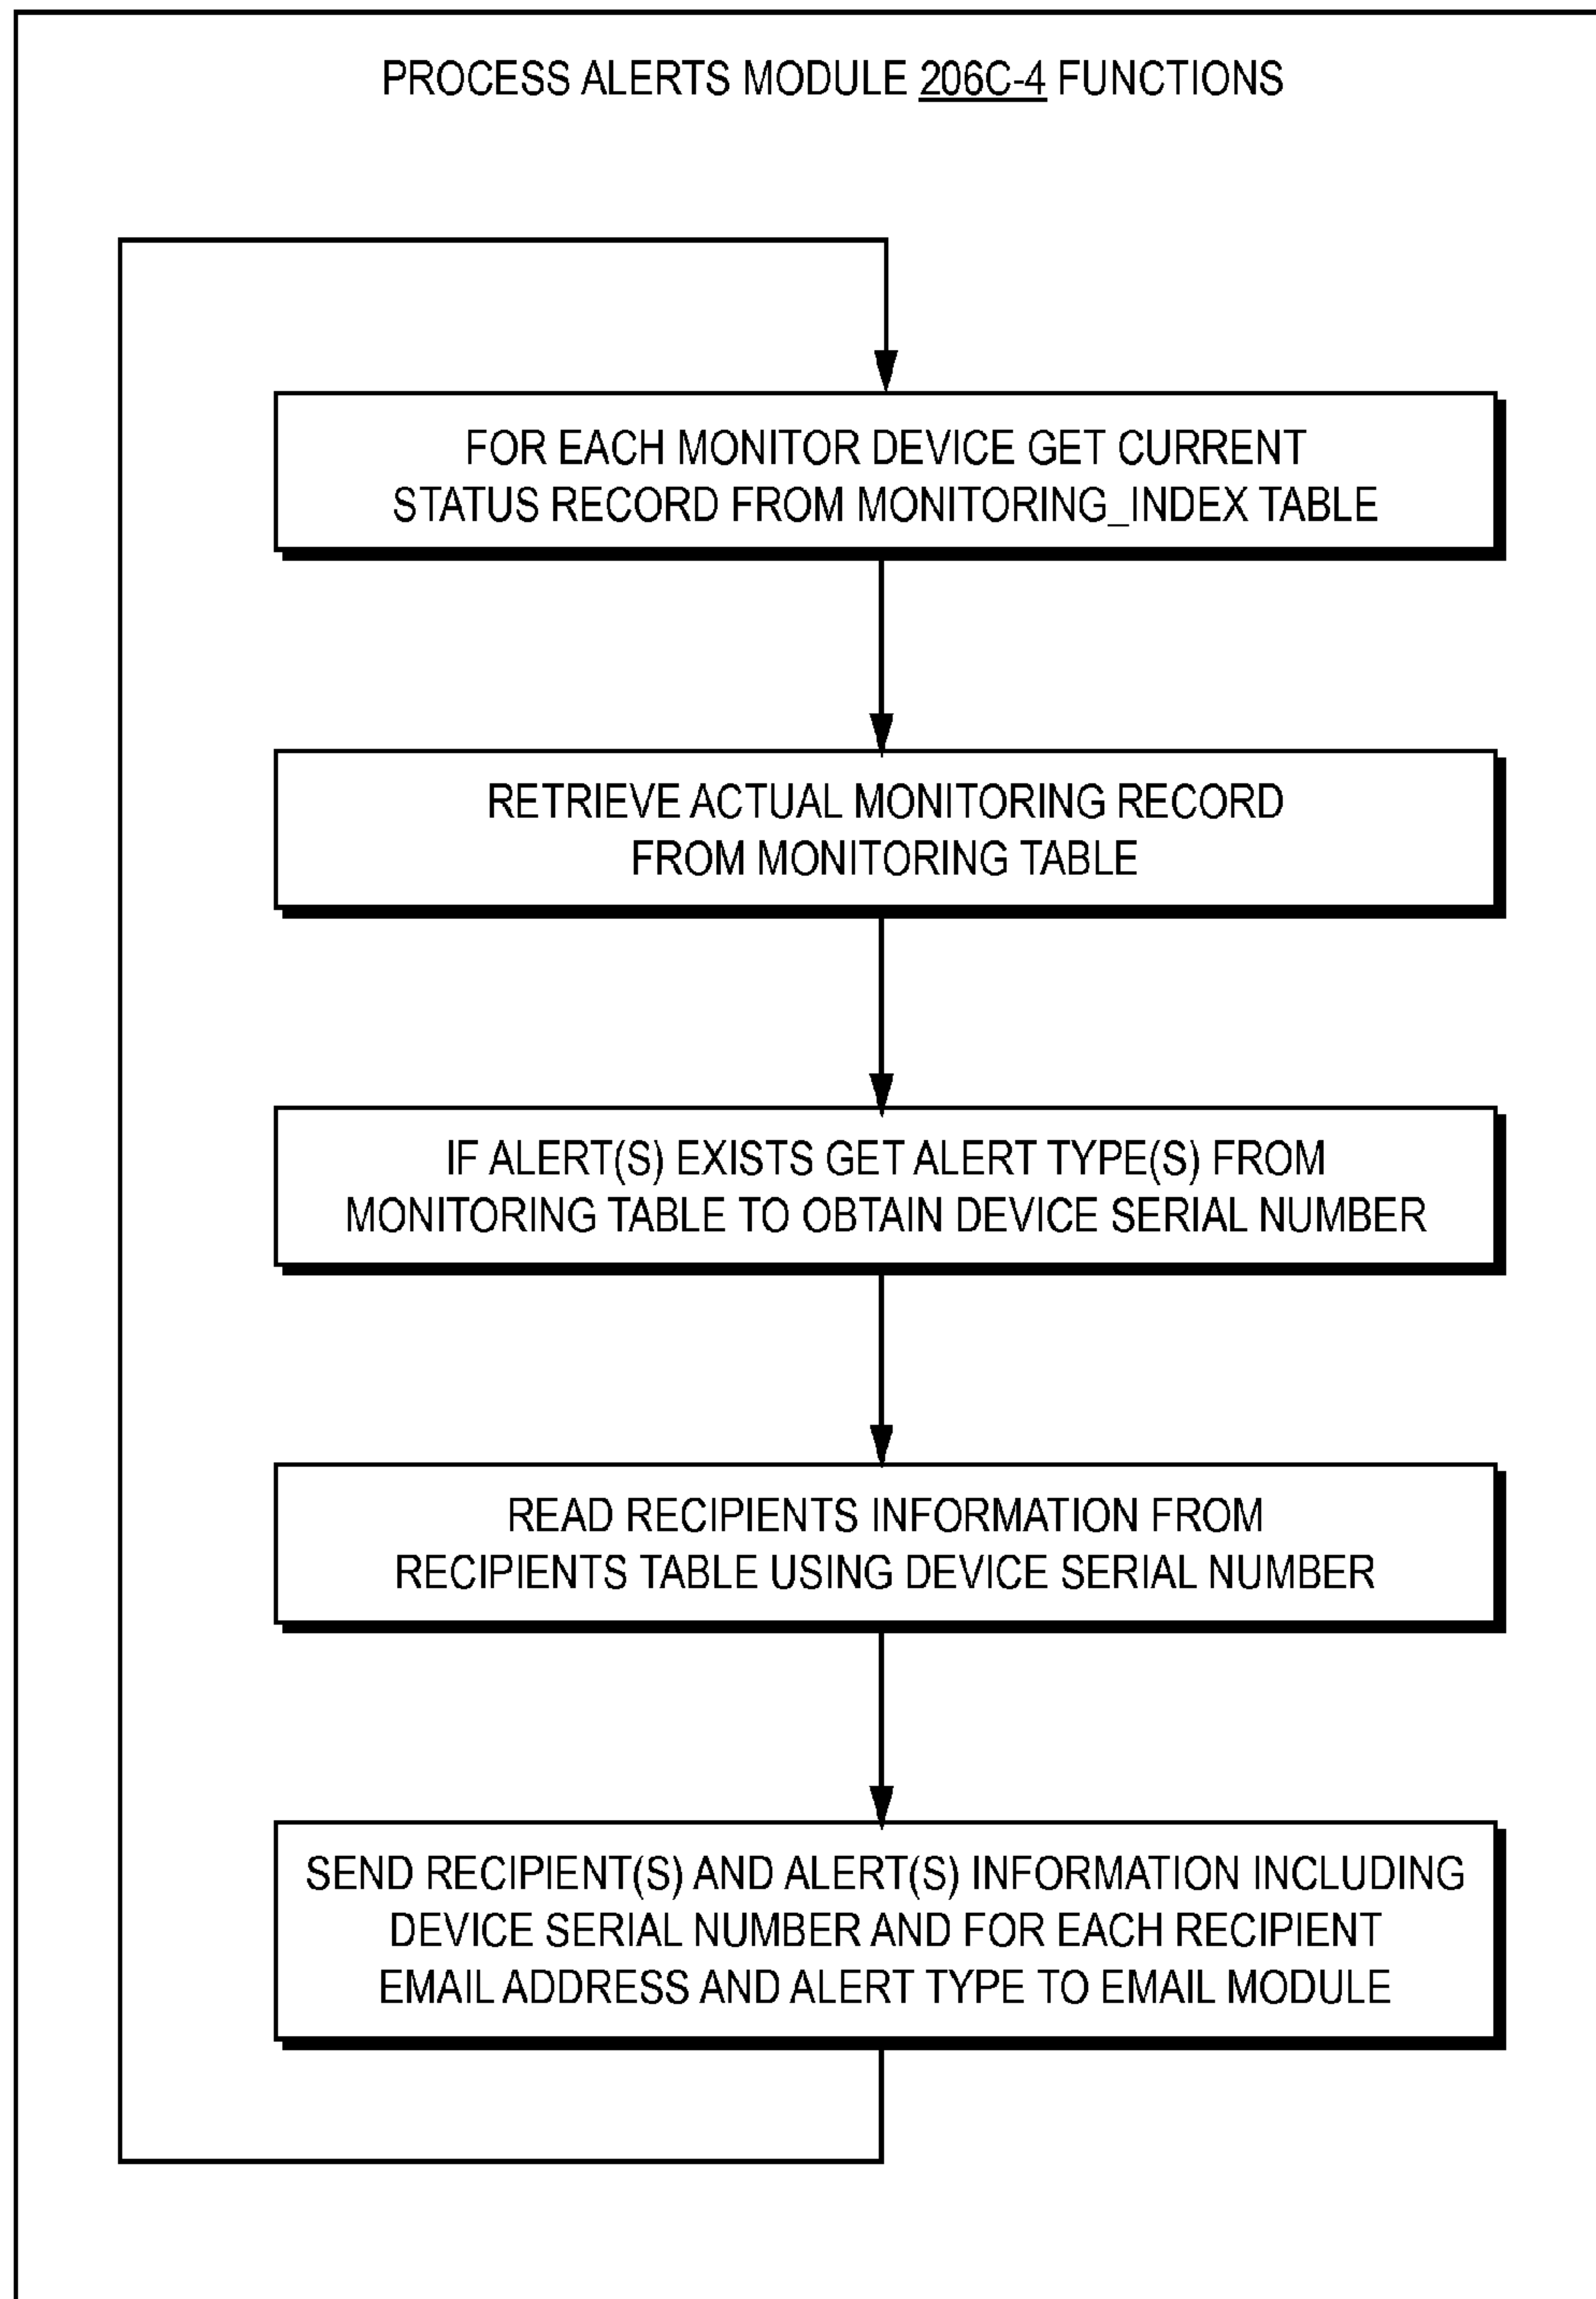 PROCESS ALERTS MODULE 206C-4 FUNCTIONS
FOR EACH MONITOR DEVICE GET CURRENT
STATUS RECORD FROM MONITORING_INDEX TABLE
RETRIEVE ACTUAL MONITORING RECORD
FROM MONITORING TABLE
IF ALERT(S) EXISTS GET ALERT TYPE(S) FROM
MONITORING TABLE TO OBTAIN DEVICE SERIAL NUMBER
READ RECIPIENTS INFORMATION FROM
RECIPIENTS TABLE USING DEVICE SERIAL NUMBER
SEND RECIPIENT(S) AND ALERT(S) INFORMATION INCLUDING
DEVICE SERIAL NUMBER AND FOR EACH RECIPIENT
EMAIL ADDRESS AND ALERT TYPE TO EMAIL MODULE